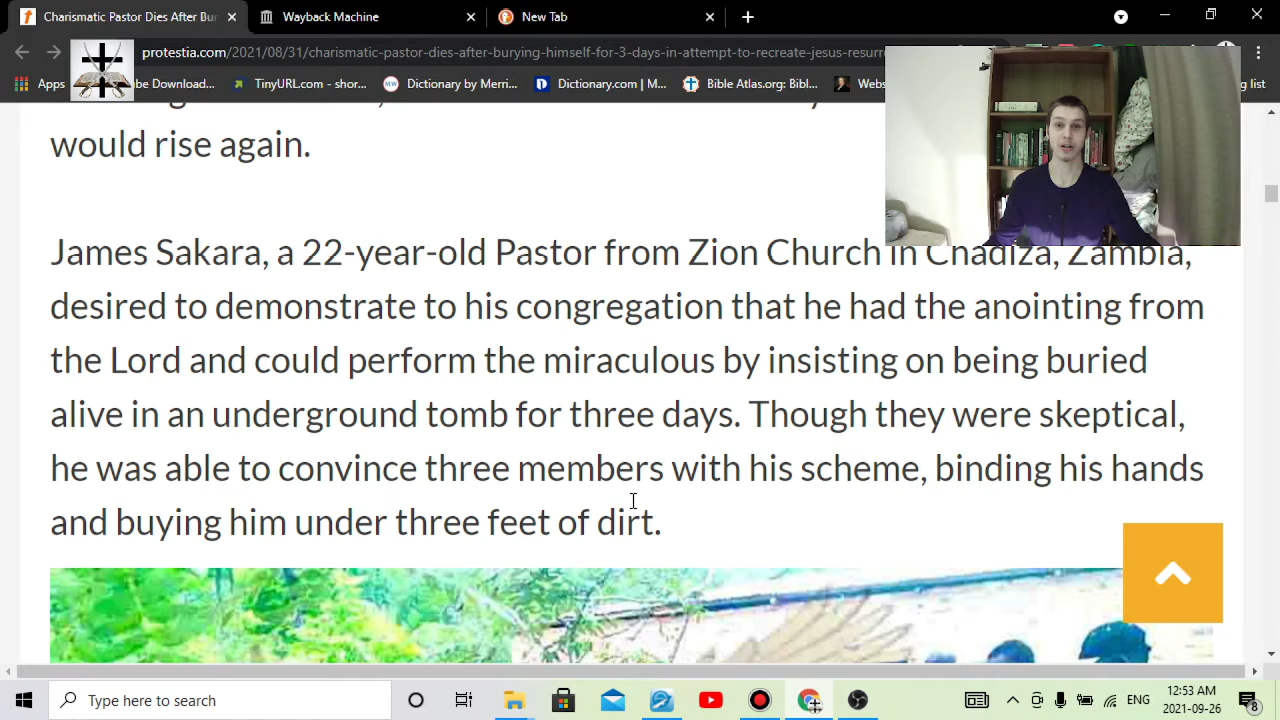 Charismatic Pastor Dies After Bur
Wayback Machine
New Tab
protestia.com/2021/08/31/charismatic-pastor-dies-after-burying-himself-for-3-days-in-attempt-to-recreatejesus-resurre
Apps
be Download...
TinyURL.com - shor...
Dictionary by Merri...
Dictionary.com | M...
Bible Atlas.org: Bibl...
Webs
g list
would rise again.
James Sakara, a 22-year-old Pastor from Zion Church in Chadiza, Zambia,
desired to demonstrate to his congregation that he had the anointing from
the Lord and could perform the miraculous by insisting on being buried
alive in an underground tomb for three days. Though they were skeptical,
he was able to convince three members with his scheme, binding his hands
and buying him under three feet of dirt.
Type here to search
ENG
12:53 AM
2021-09-26
8